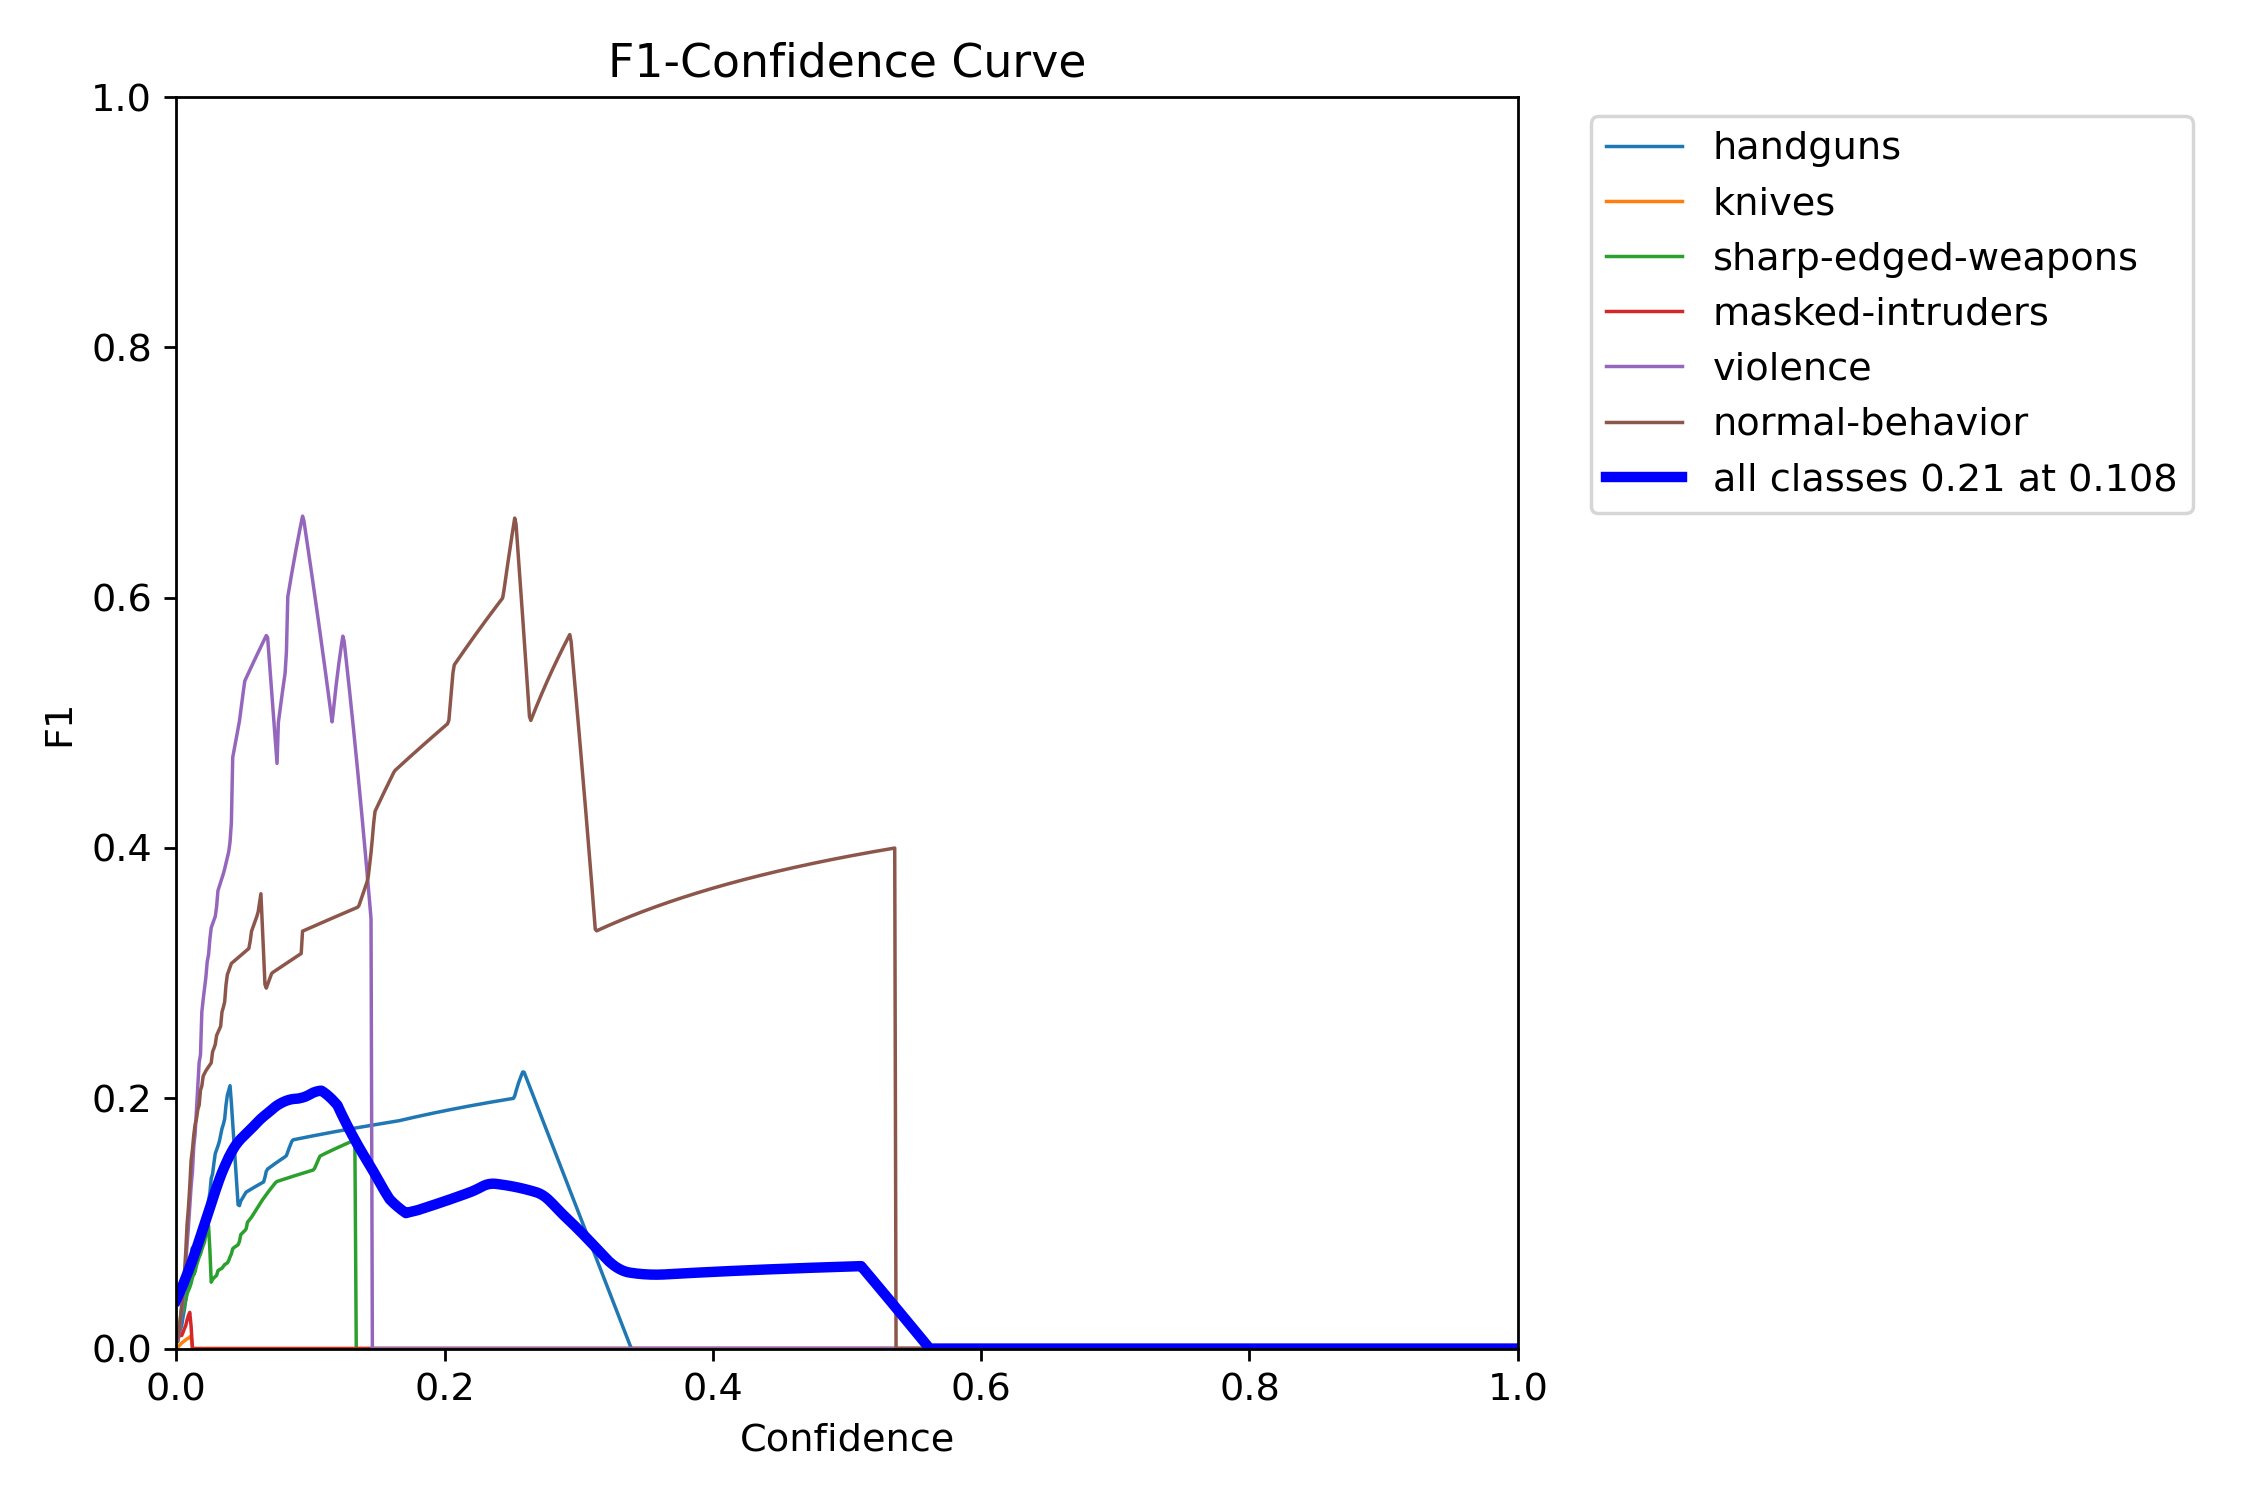 F1-Confidence Curve
1.0
0.8
0.6
0.4
0.2
0.0
F1
0.0 0.2 0.4 0.6 0.8 1.0
Confidence
handguns
knives
sharp-edged-weapons
masked-intruders
violence
normal-behavior
all classes 0.21 at 0.108